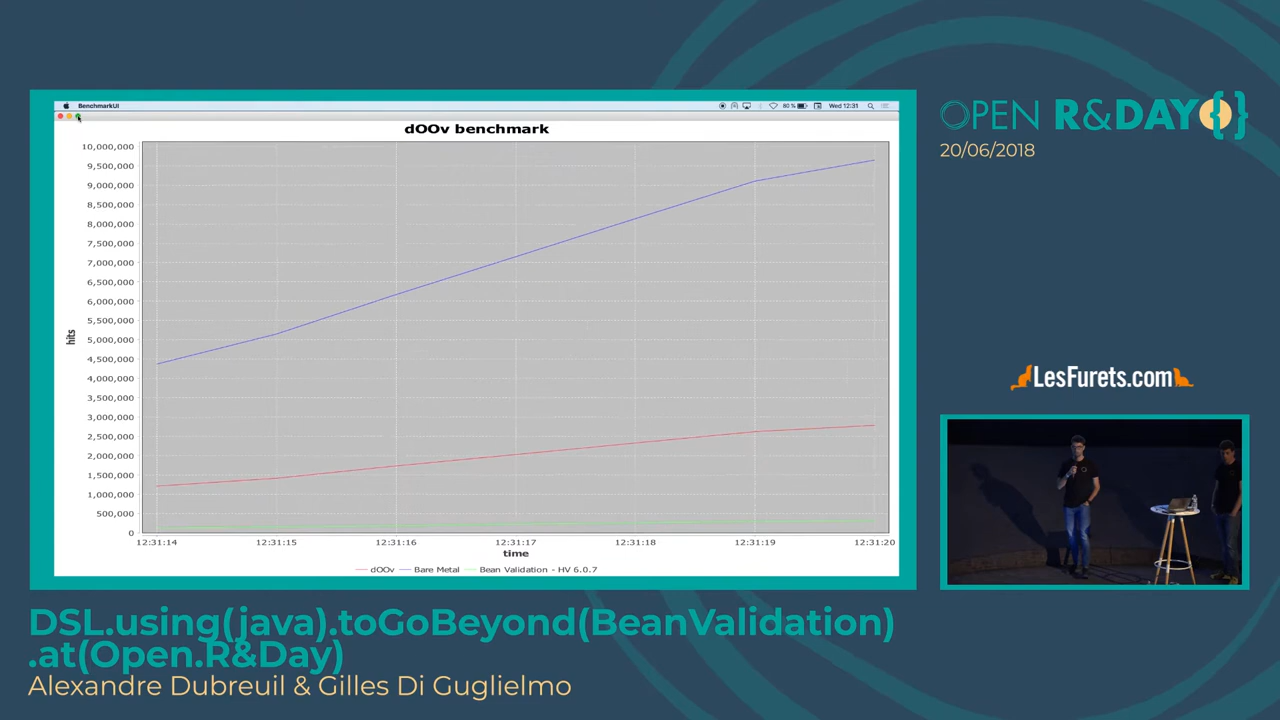 BenchmarkUI
80 %
Wed 12:31
dOOv benchmark
10,000,000
9,500,000
9,000,000
8,500,000
8,000,000
7,500,000
7,000,000
6,500,000
6,000,000
5,500,000
5,000,000
4,500,000
4,000,000
3,500,000
3,000,000
2,500,000
2,000,000
1,500,000
1,000,000
500,000
0
hits
12:31:14
12:31:15
12:31:16
12:31:17
12:31:18
12:31:19
12:31:20
time
dOOv
Bare Metal
Bean Validation - HV 6.0.7
OPEN R&DAY{}
20/06/2018
LesFurets.com
DSL.using(java).toGoBeyond(BeanValidation)
.at(Open.R&Day)
Alexandre Dubreuil & Gilles Di Guglielmo